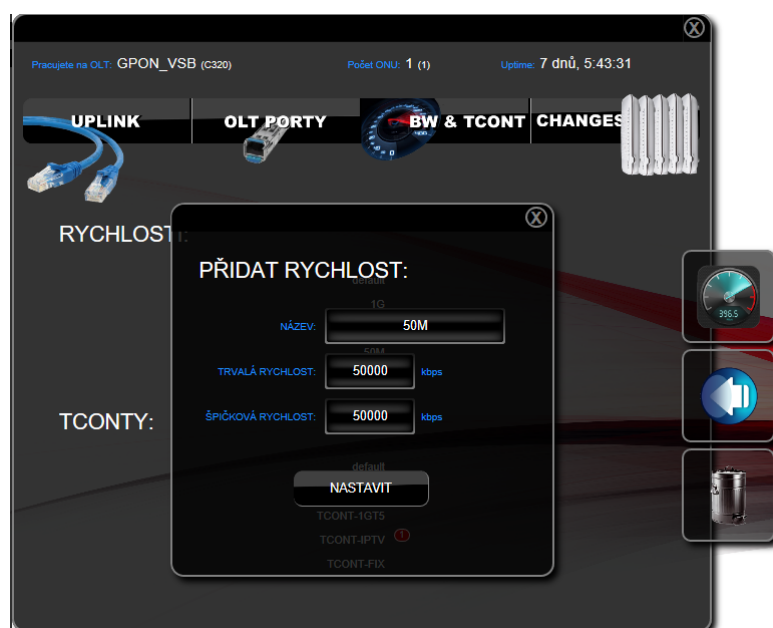 Pracujete na OLT: GPON_VSB (C320) Počet ONU: 1 (1) Uptime: 7 dnů, 5:43:31
UPLINK OLT PORTY BW & TCONT CHANGES
RYCHLOSTI:
PŘIDAT RYCHLOST:
default
1G
NÁZEV: 50M
50M
TRVALÁ RYCHLOST: 50000 kbps
TCONTY:
ŠPIČKOVÁ RYCHLOST: 50000 kbps
default
NASTAVIT
TCONT-1GT5
TCONT-IPTV 1
TCONT-FIX
396.5